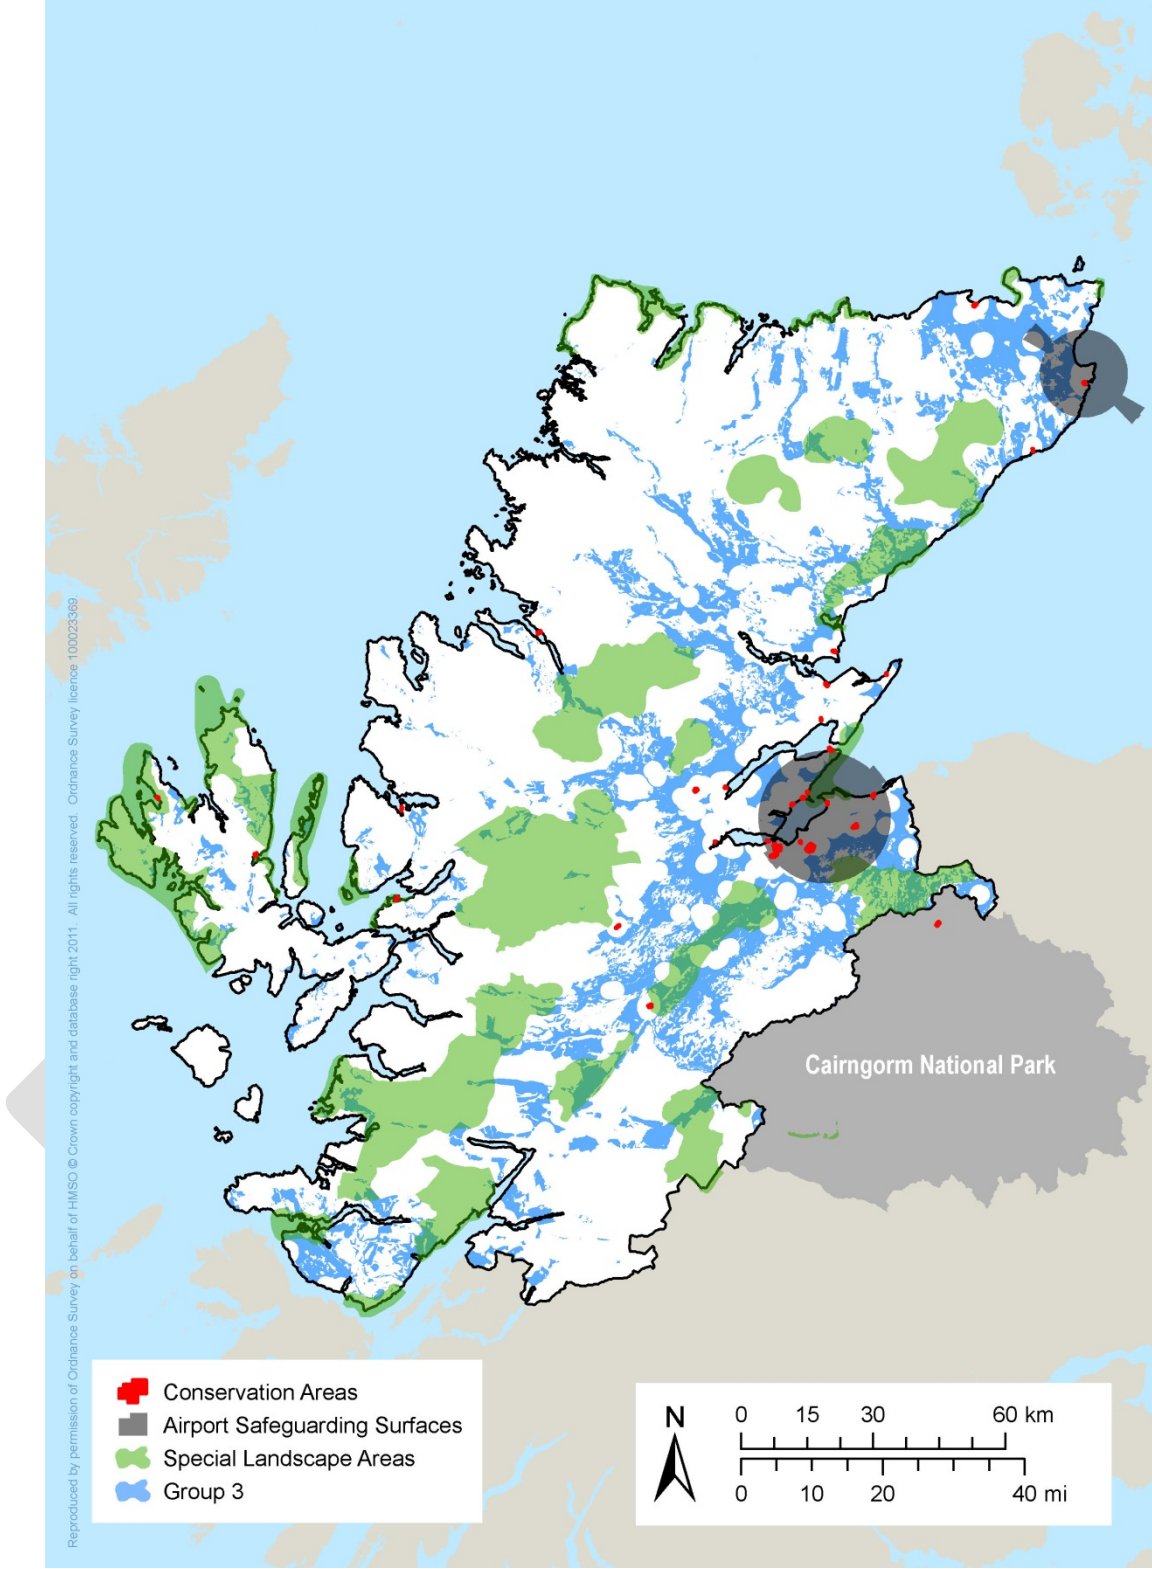 Cairngorm National Park
Reproduced by permission of Ordnance Survey on behalf of HMSO © Crown copyright and database right 2011. All rights reserved. Ordnance Survey licence 100023369.
Conservation Areas
Airport Safeguarding Surfaces
Special Landscape Areas
Group 3
N
0 15 30 60 km
0 10 20 40 mi